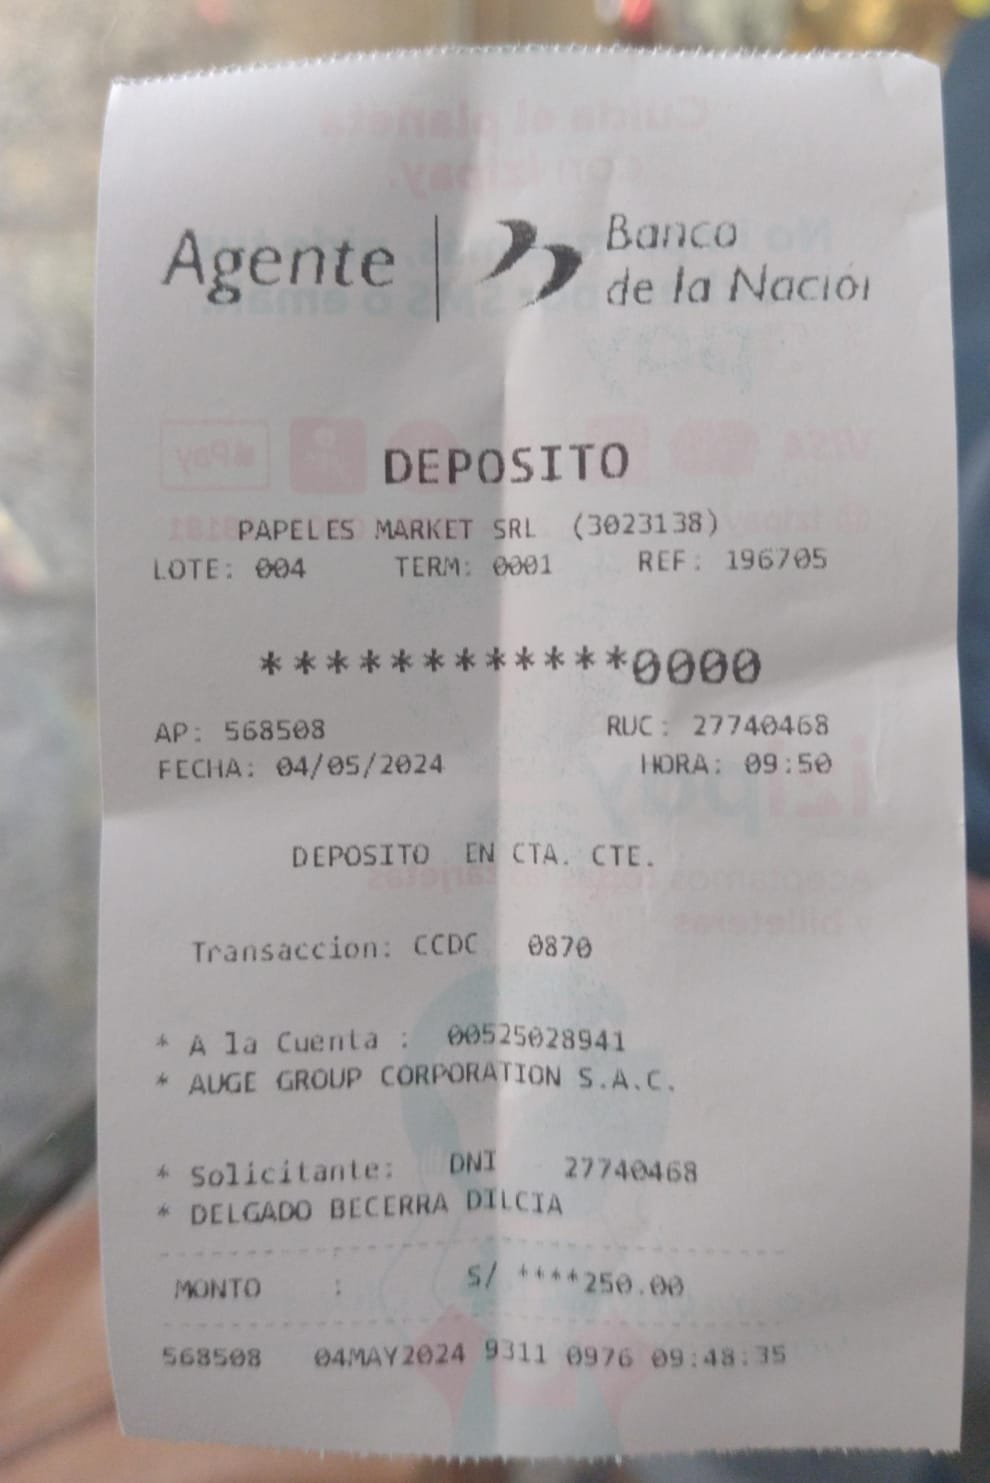 Agente | Banco
de la Nación
DEPOSITO
PAPELES MARKET SRL (3023138)
LOTE: 004 TERM: 0001 REF: 196705
************0000
AP: 568508 RUC: 27740468
FECHA: 04/05/2024 HORA: 09:50
DEPOSITO EN CTA. CTE.
Transaccion: CCDC 0870
* A la Cuenta : 00525028941
* AUGE GROUP CORPORATION S.A.C.
* Solicitante: DNI 27740468
* DELGADO BECERRA DILCIA
MONTO : S/ ****250.00
568508 04MAY2024 9311 0976 09:48:35